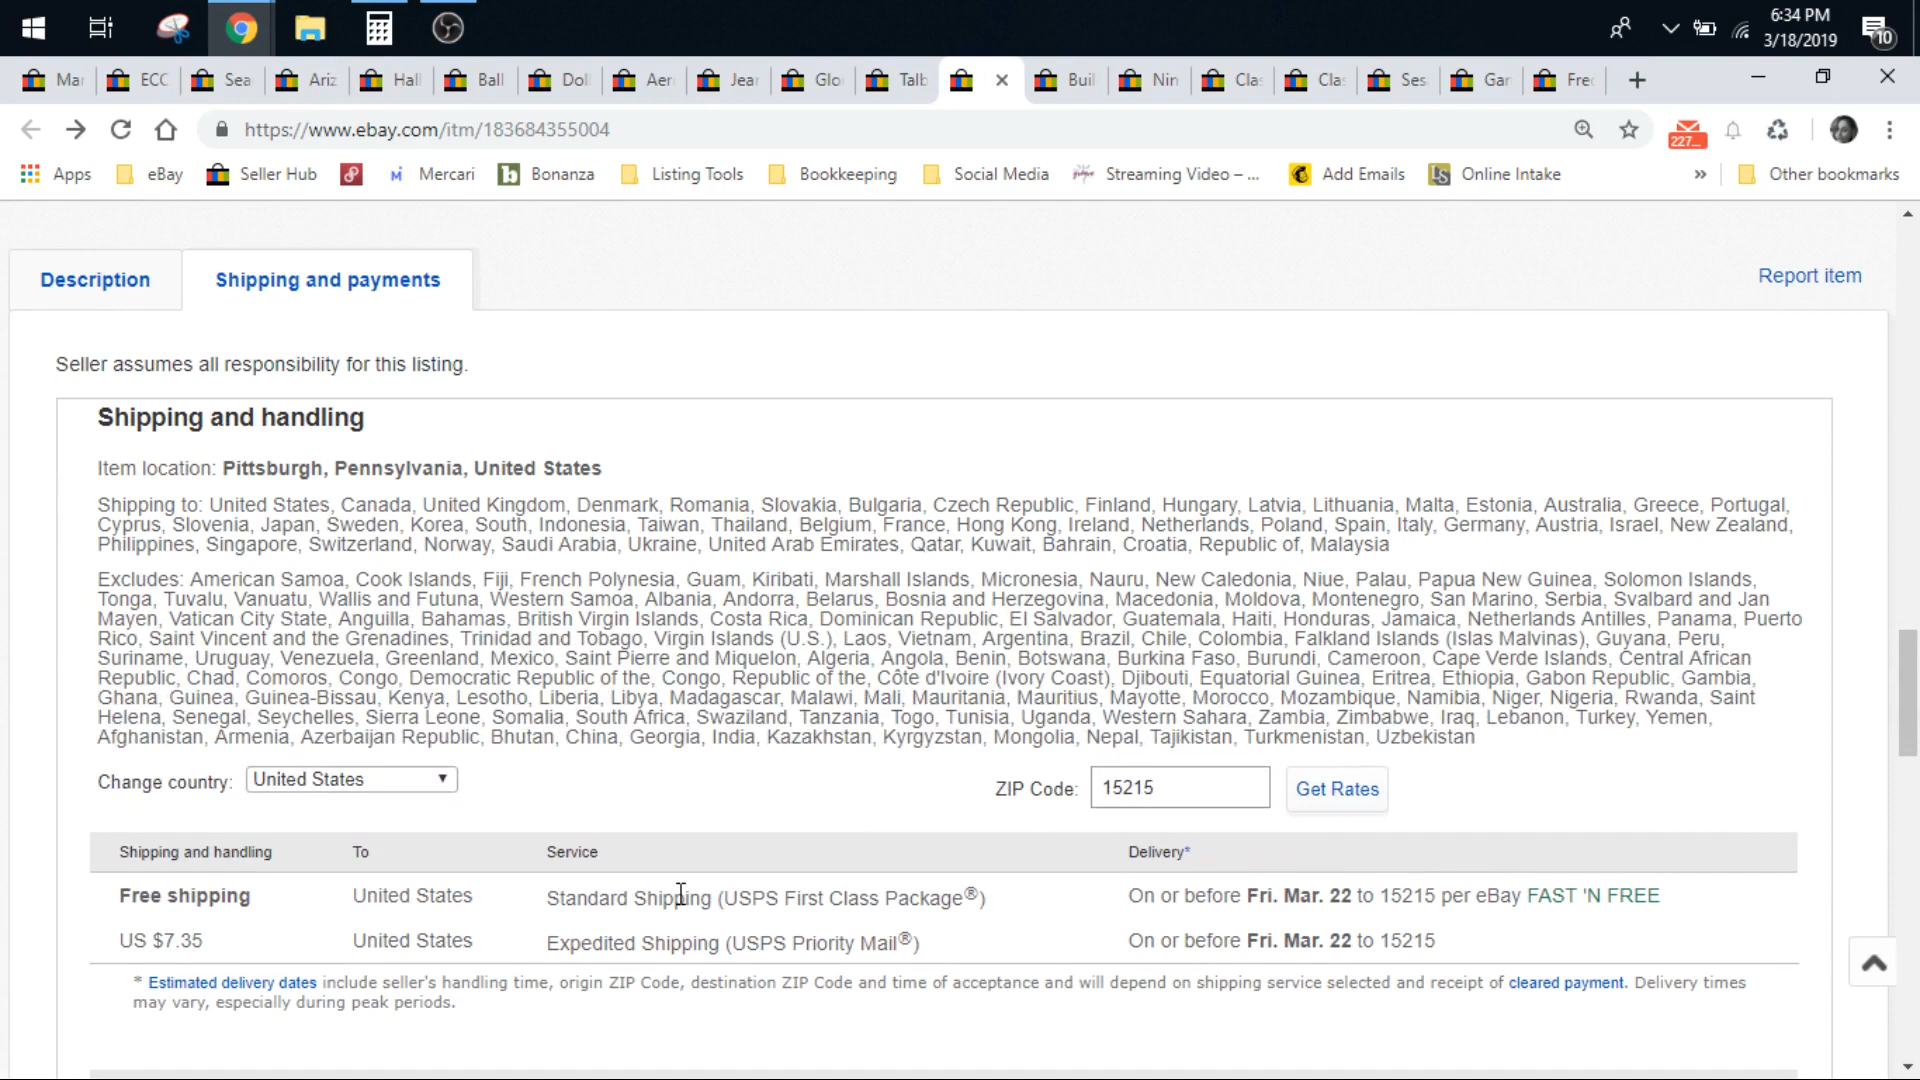 6:34 PM
3/18/2019
10
Mar
ECC
Sea
Ariz
Hall
Ball
Doll
Aer
Jear
Glo
Talb
Buil
Nin
Clas
Clas
Ses
Gar
Free
https://www.ebay.com/itm/183684355004
227...
Apps
eBay
Seller Hub
Mercari
Bonanza
Listing Tools
Bookkeeping
Social Media
Streaming Video – ...
Add Emails
Online Intake
»
Other bookmarks
Description
Shipping and payments
Report item
Seller assumes all responsibility for this listing.
Shipping and handling
Item location: Pittsburgh, Pennsylvania, United States
Shipping to: United States, Canada, United Kingdom, Denmark, Romania, Slovakia, Bulgaria, Czech Republic, Finland, Hungary, Latvia, Lithuania, Malta, Estonia, Australia, Greece, Portugal,
Cyprus, Slovenia, Japan, Sweden, Korea, South, Indonesia, Taiwan, Thailand, Belgium, France, Hong Kong, Ireland, Netherlands, Poland, Spain, Italy, Germany, Austria, Israel, New Zealand,
Philippines, Singapore, Switzerland, Norway, Saudi Arabia, Ukraine, United Arab Emirates, Qatar, Kuwait, Bahrain, Croatia, Republic of, Malaysia
Excludes: American Samoa, Cook Islands, Fiji, French Polynesia, Guam, Kiribati, Marshall Islands, Micronesia, Nauru, New Caledonia, Niue, Palau, Papua New Guinea, Solomon Islands,
Tonga, Tuvalu, Vanuatu, Wallis and Futuna, Western Samoa, Albania, Andorra, Belarus, Bosnia and Herzegovina, Macedonia, Moldova, Montenegro, San Marino, Serbia, Svalbard and Jan
Mayen, Vatican City State, Anguilla, Bahamas, British Virgin Islands, Costa Rica, Dominican Republic, El Salvador, Guatemala, Haiti, Honduras, Jamaica, Netherlands Antilles, Panama, Puerto
Rico, Saint Vincent and the Grenadines, Trinidad and Tobago, Virgin Islands (U.S.), Laos, Vietnam, Argentina, Brazil, Chile, Colombia, Falkland Islands (Islas Malvinas), Guyana, Peru,
Suriname, Uruguay, Venezuela, Greenland, Mexico, Saint Pierre and Miquelon, Algeria, Angola, Benin, Botswana, Burkina Faso, Burundi, Cameroon, Cape Verde Islands, Central African
Republic, Chad, Comoros, Congo, Democratic Republic of the, Congo, Republic of the, Côte d'Ivoire (Ivory Coast), Djibouti, Equatorial Guinea, Eritrea, Ethiopia, Gabon Republic, Gambia,
Ghana, Guinea, Guinea-Bissau, Kenya, Lesotho, Liberia, Libya, Madagascar, Malawi, Mali, Mauritania, Mauritius, Mayotte, Morocco, Mozambique, Namibia, Niger, Nigeria, Rwanda, Saint
Helena, Senegal, Seychelles, Sierra Leone, Somalia, South Africa, Swaziland, Tanzania, Togo, Tunisia, Uganda, Western Sahara, Zambia, Zimbabwe, Iraq, Lebanon, Turkey, Yemen,
Afghanistan, Armenia, Azerbaijan Republic, Bhutan, China, Georgia, India, Kazakhstan, Kyrgyzstan, Mongolia, Nepal, Tajikistan, Turkmenistan, Uzbekistan
Change country: United States
ZIP Code: 15215 Get Rates
Shipping and handling To Service Delivery*
Free shipping United States Standard Shipping (USPS First Class Package®) On or before Fri. Mar. 22 to 15215 per eBay FAST 'N FREE
US $7.35 United States Expedited Shipping (USPS Priority Mail®) On or before Fri. Mar. 22 to 15215
* Estimated delivery dates include seller's handling time, origin ZIP Code, destination ZIP Code and time of acceptance and will depend on shipping service selected and receipt of cleared payment. Delivery times
may vary, especially during peak periods.